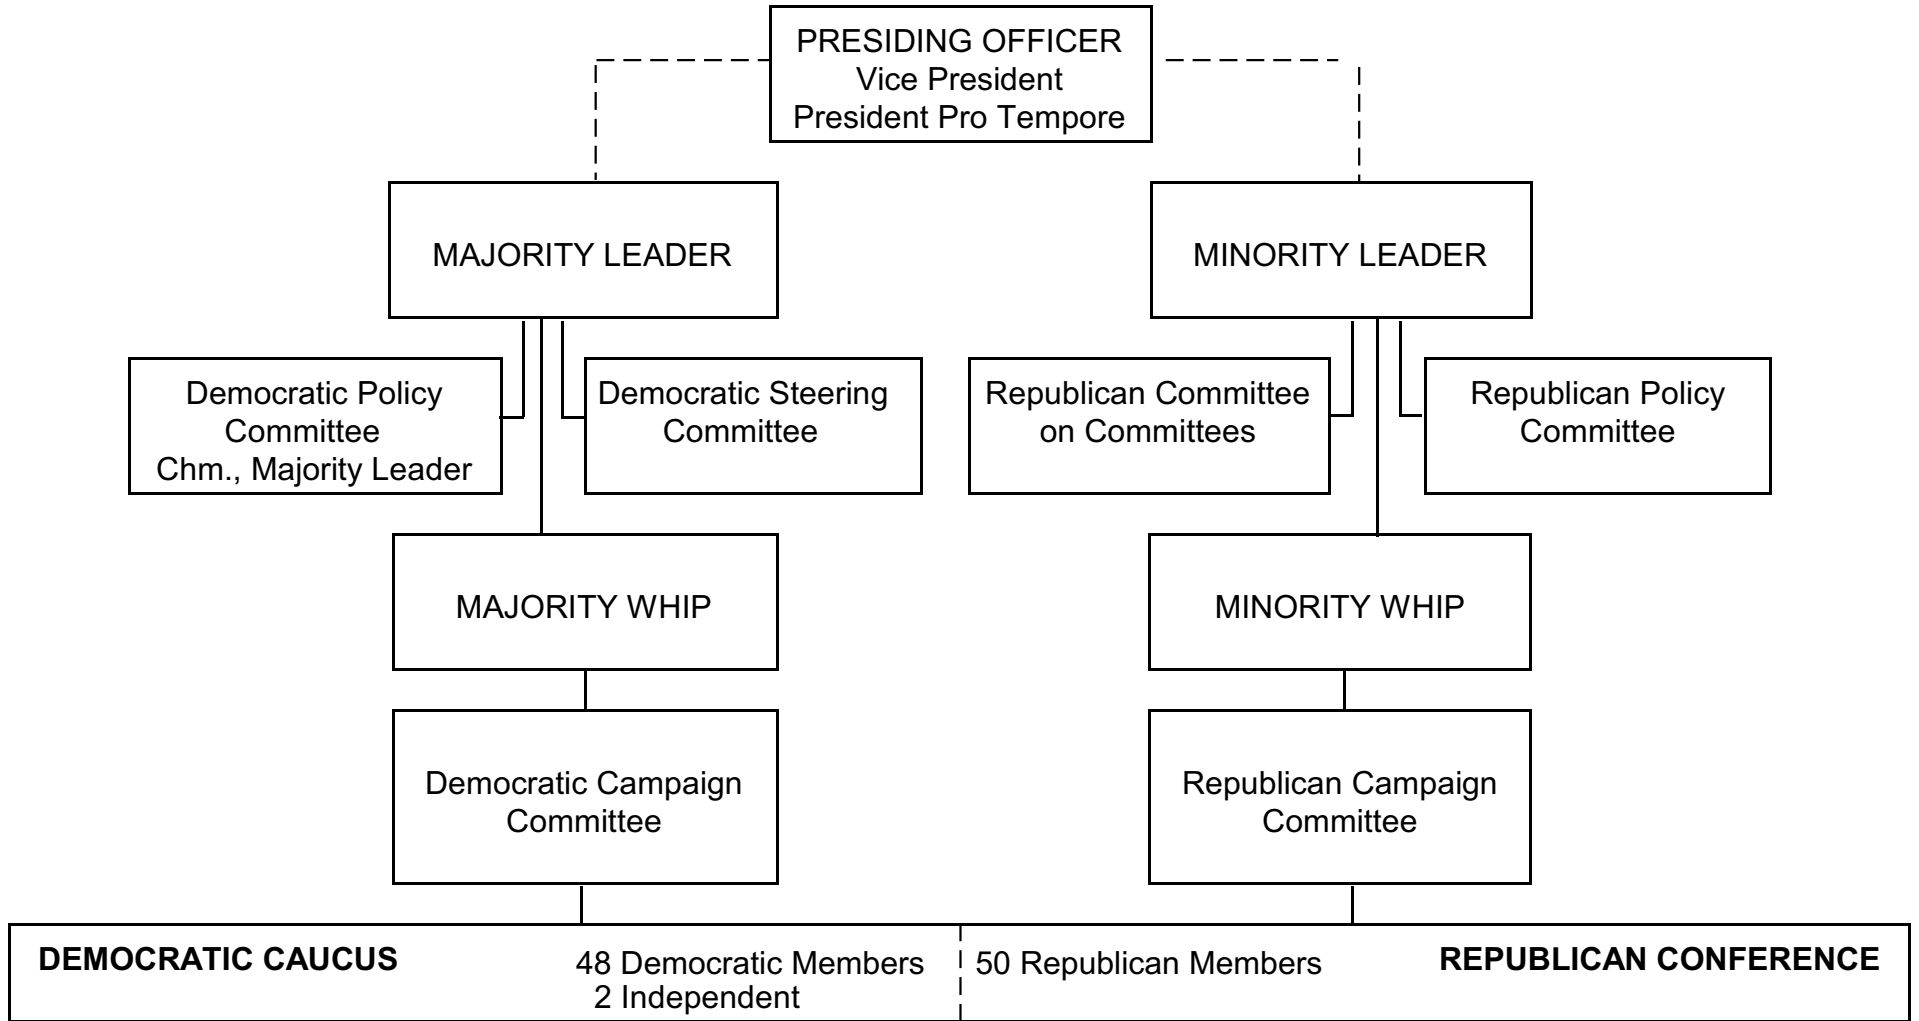 PRESIDING OFFICER
Vice President
President Pro Tempore
MAJORITY LEADER
MINORITY LEADER
Democratic Policy
Committee
Chm., Majority Leader
Democratic Steering
Committee
Republican Committee
on Committees
Republican Policy
Committee
MAJORITY WHIP
MINORITY WHIP
Democratic Campaign
Committee
Republican Campaign
Committee
DEMOCRATIC CAUCUS
48 Democratic Members
2 Independent
50 Republican Members
REPUBLICAN CONFERENCE